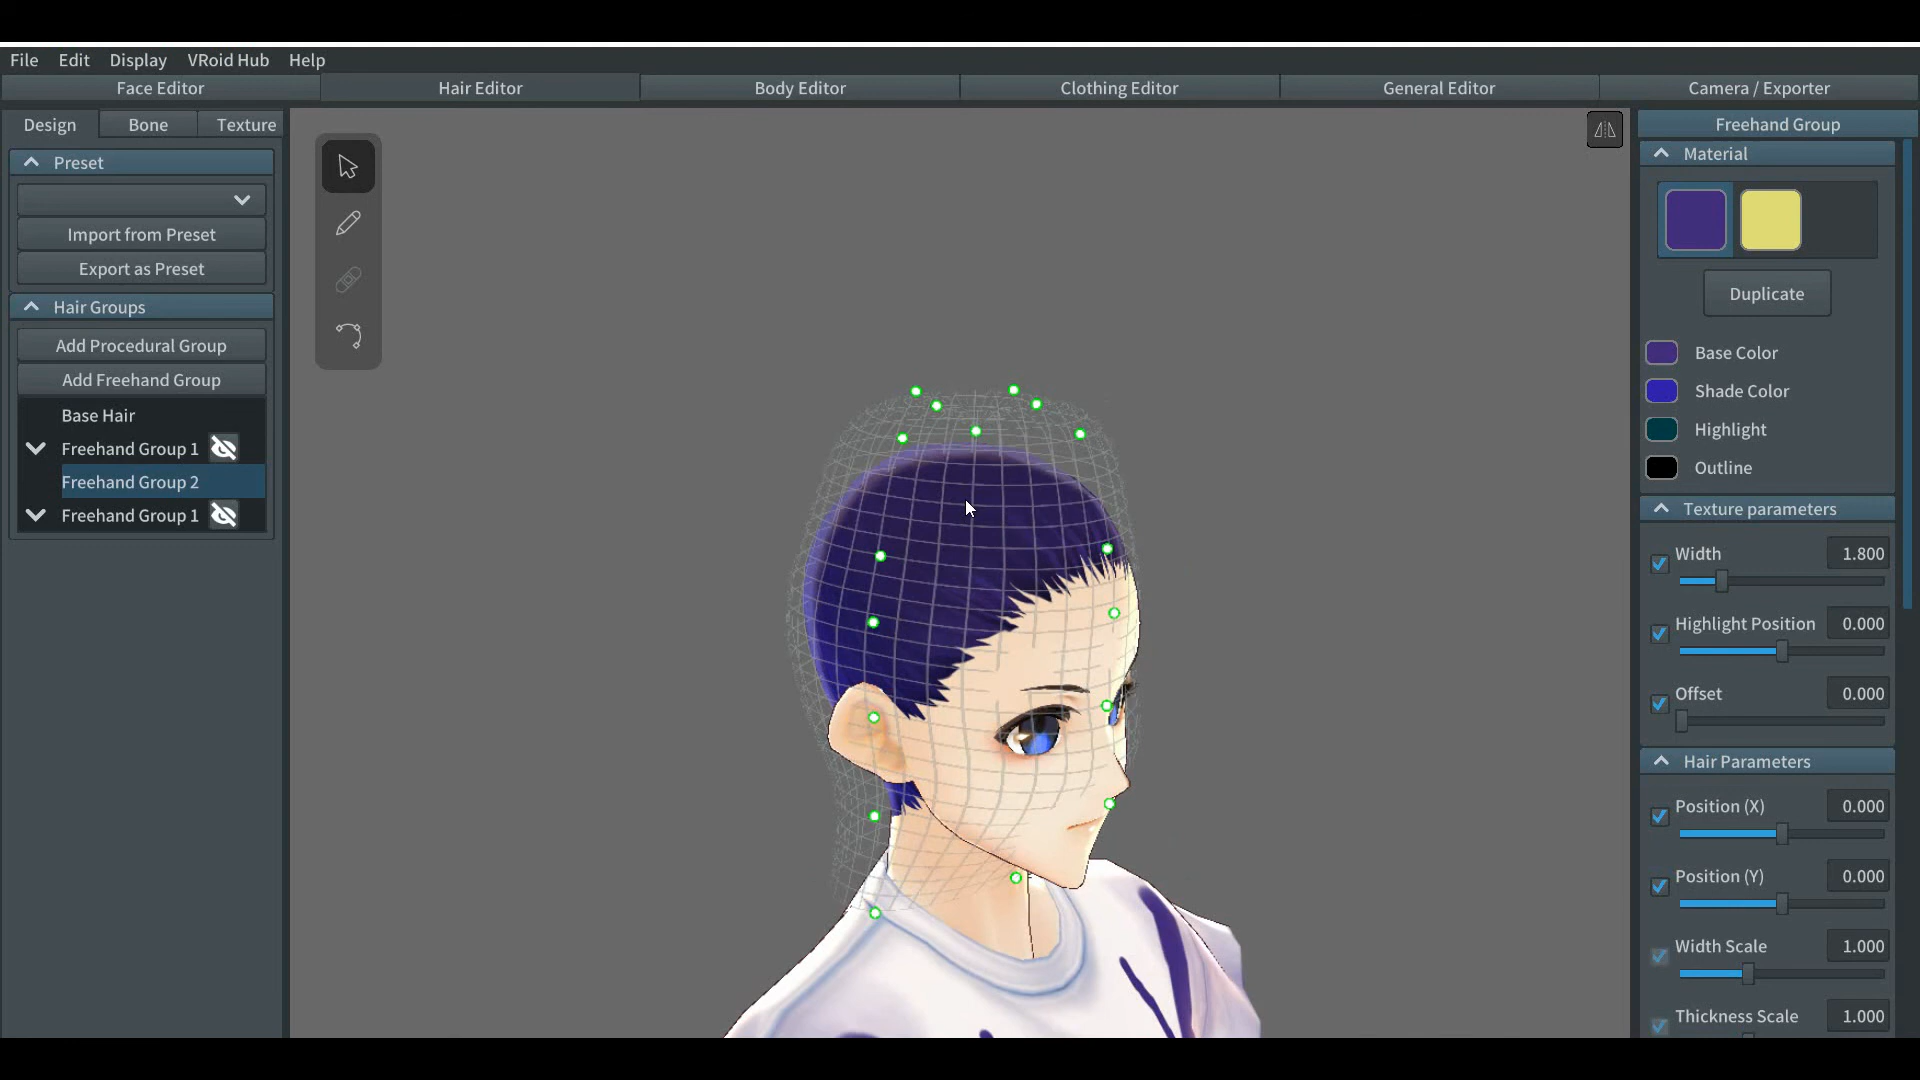 File Edit Display VRoid Hub Help
Face Editor Hair Editor Body Editor Clothing Editor General Editor Camera / Exporter
Design Bone Texture
Preset
Import from Preset
Export as Preset
Hair Groups
Add Procedural Group
Add Freehand Group
Base Hair
Freehand Group 1
Freehand Group 2
Freehand Group 1
Freehand Group
Material
Duplicate
Base Color
Shade Color
Highlight
Outline
Texture parameters
Width 1.800
Highlight Position 0.000
Offset 0.000
Hair Parameters
Position (X) 0.000
Position (Y) 0.000
Width Scale 1.000
Thickness Scale 1.000